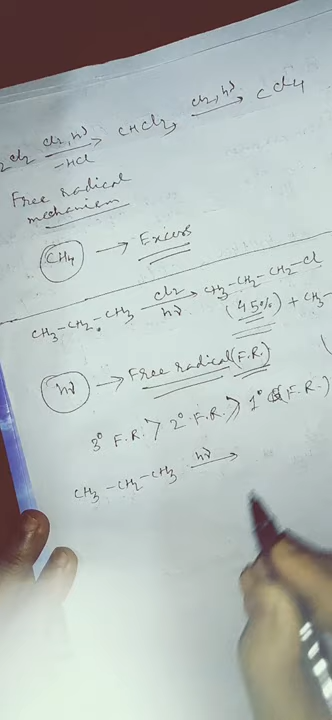 2Cl2 Cl2, hν → -HCl CHCl3 Cl2, hν → CCl4
Free radical
mechanism
CH4 → Excess
CH3-CH2-CH3 Cl2 → hν CH3-CH2-CH2-Cl
(45%) + CH3-
hν → Free radical (F.R.)
3° F.R. > 2° F.R. > 1° (F.R.)
CH3-CH2-CH3 hν →